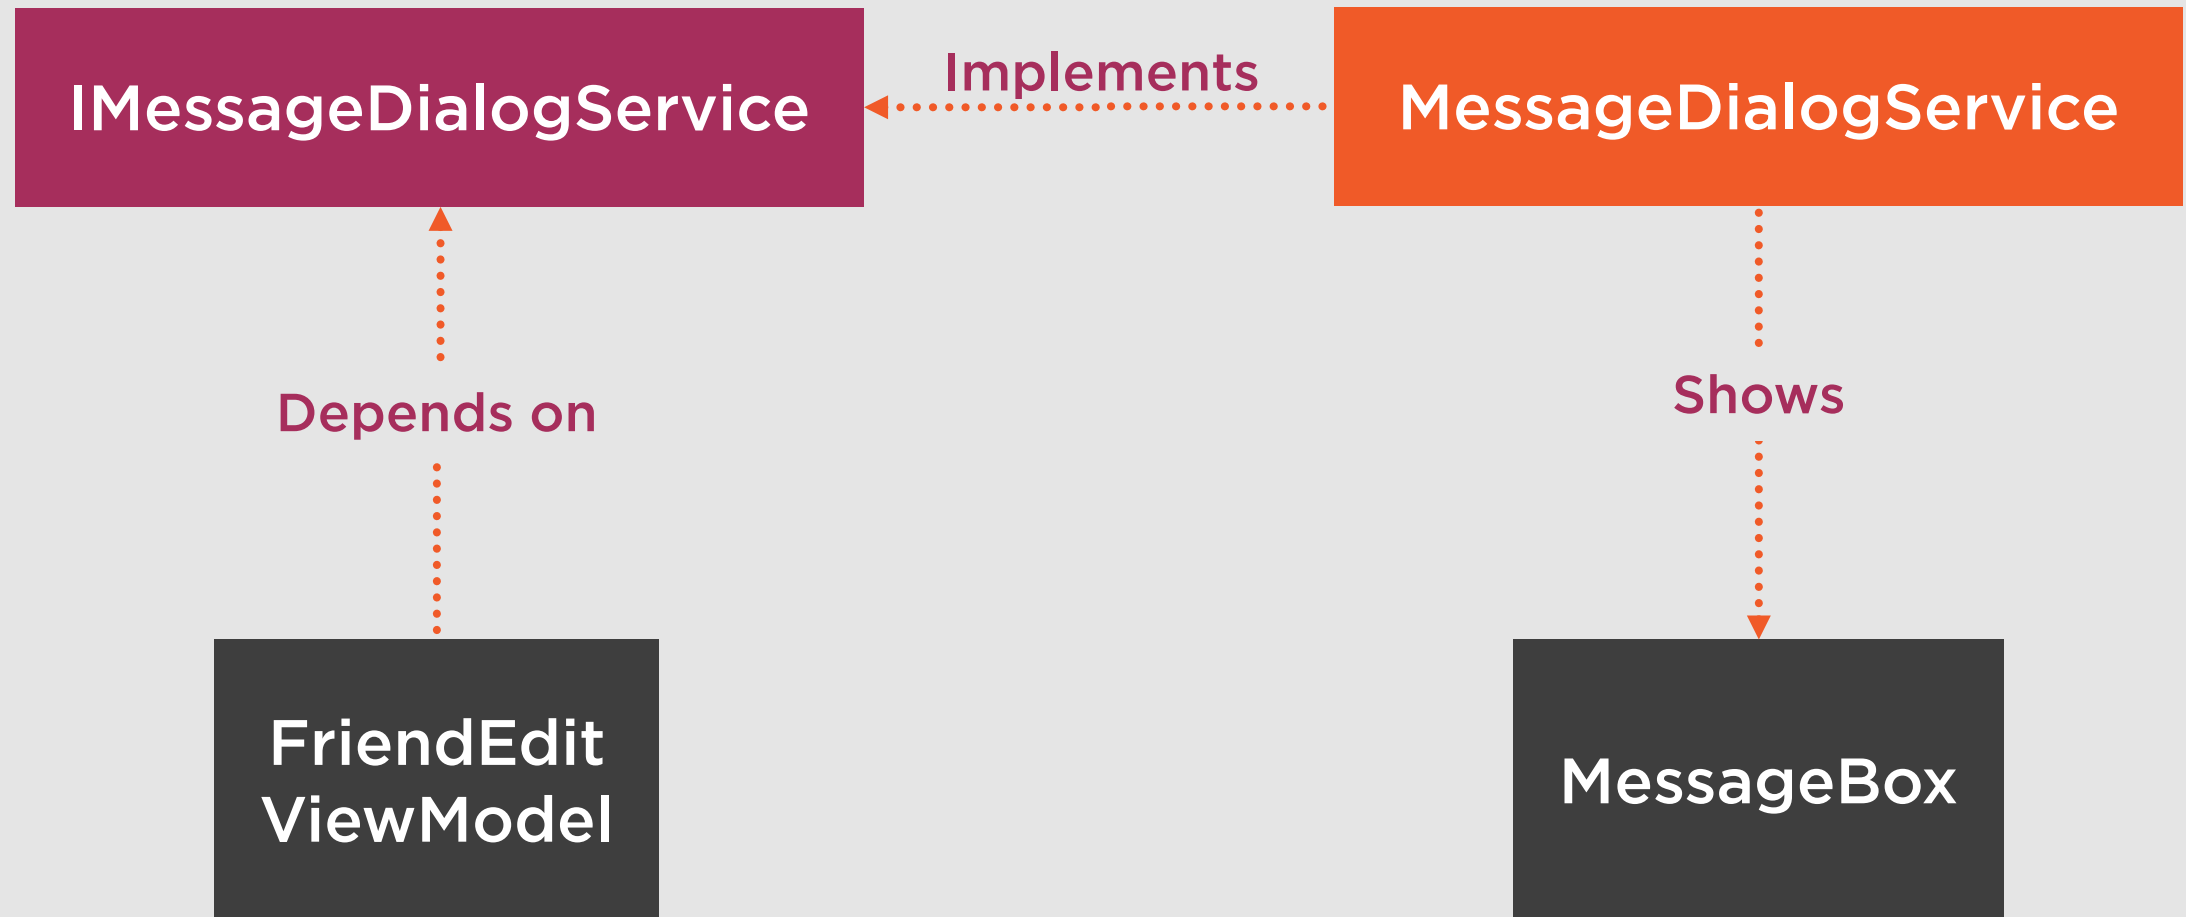 IMessageDialogService
Implements
MessageDialogService
Depends on
Shows
FriendEdit
ViewModel
MessageBox